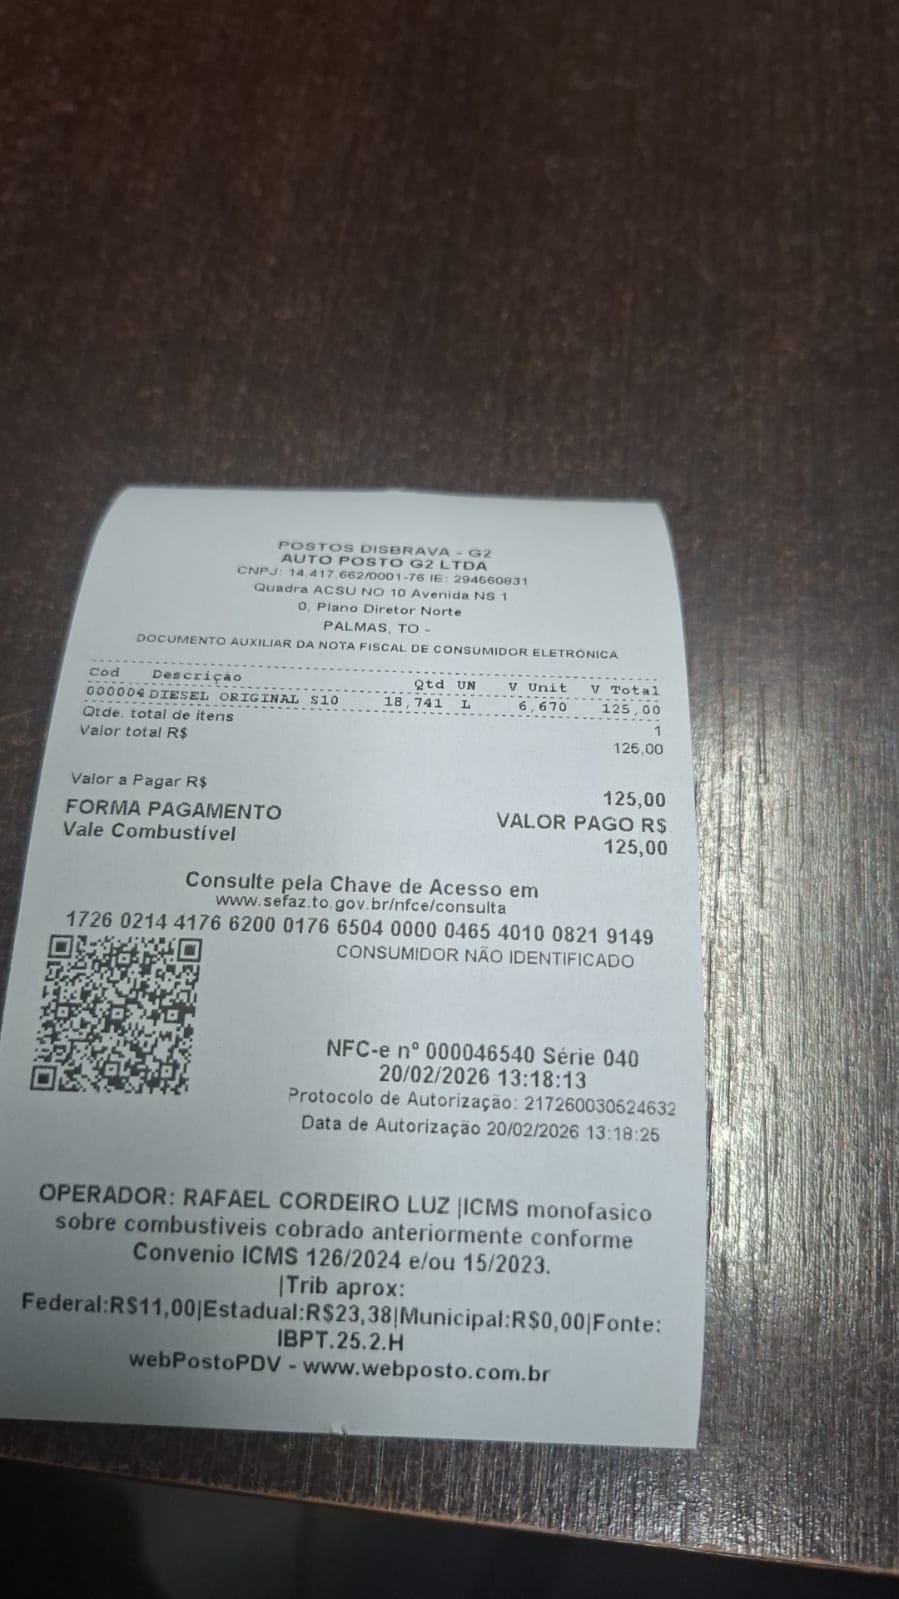 POSTOS DISBRAVA - G2
AUTO POSTO G2 LTDA
CNPJ: 14.417.662/0001-76 IE: 294560831
Quadra ACSU NO 10 Avenida NS 1
0, Plano Diretor Norte
PALMAS, TO -
DOCUMENTO AUXILIAR DA NOTA FISCAL DE CONSUMIDOR ELETRÔNICA
Cod Descrição Qtd UN V Unit V Total
000004 DIESEL ORIGINAL S10 18,741 L 6,670 125,00
Qtde. total de itens 1
Valor total R$ 125,00
Valor a Pagar R$ 125,00
FORMA PAGAMENTO VALOR PAGO R$
Vale Combustível 125,00
Consulte pela Chave de Acesso em
www.sefaz.to.gov.br/nfce/consulta
1726 0214 4176 6200 0176 6504 0000 0465 4010 0821 9149
CONSUMIDOR NÃO IDENTIFICADO
NFC-e nº 000046540 Série 040
20/02/2026 13:18:13
Protocolo de Autorização: 217260030524632
Data de Autorização 20/02/2026 13:18:25
OPERADOR: RAFAEL CORDEIRO LUZ |ICMS monofasico
sobre combustiveis cobrado anteriormente conforme
Convenio ICMS 126/2024 e/ou 15/2023.
|Trib aprox:
Federal:R$11,00|Estadual:R$23,38|Municipal:R$0,00|Fonte:
IBPT.25.2.H
webPostoPDV - www.webposto.com.br